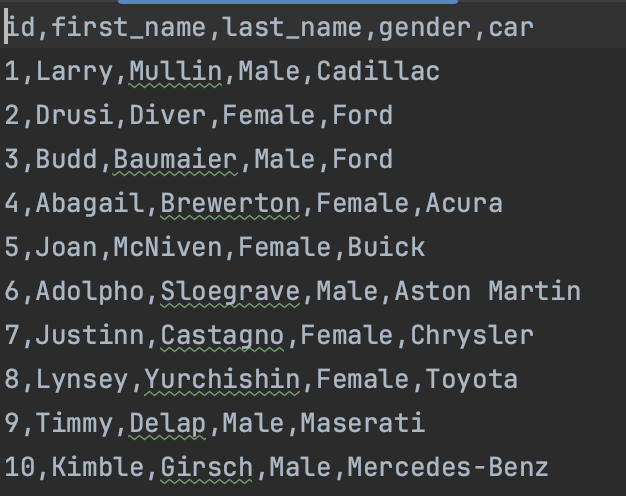 id,first_name,last_name,gender,car
1,Larry,Mullin,Male,Cadillac
2,Drusi,Diver,Female,Ford
3,Budd,Baumaier,Male,Ford
4,Abagail,Brewerton,Female,Acura
5,Joan,McNiven,Female,Buick
6,Adolpho,Sloegrave,Male,Aston Martin
7,Justinn,Castagno,Female,Chrysler
8,Lynsey,Yurchishin,Female,Toyota
9,Timmy,Delap,Male,Maserati
10,Kimble,Girsch,Male,Mercedes-Benz